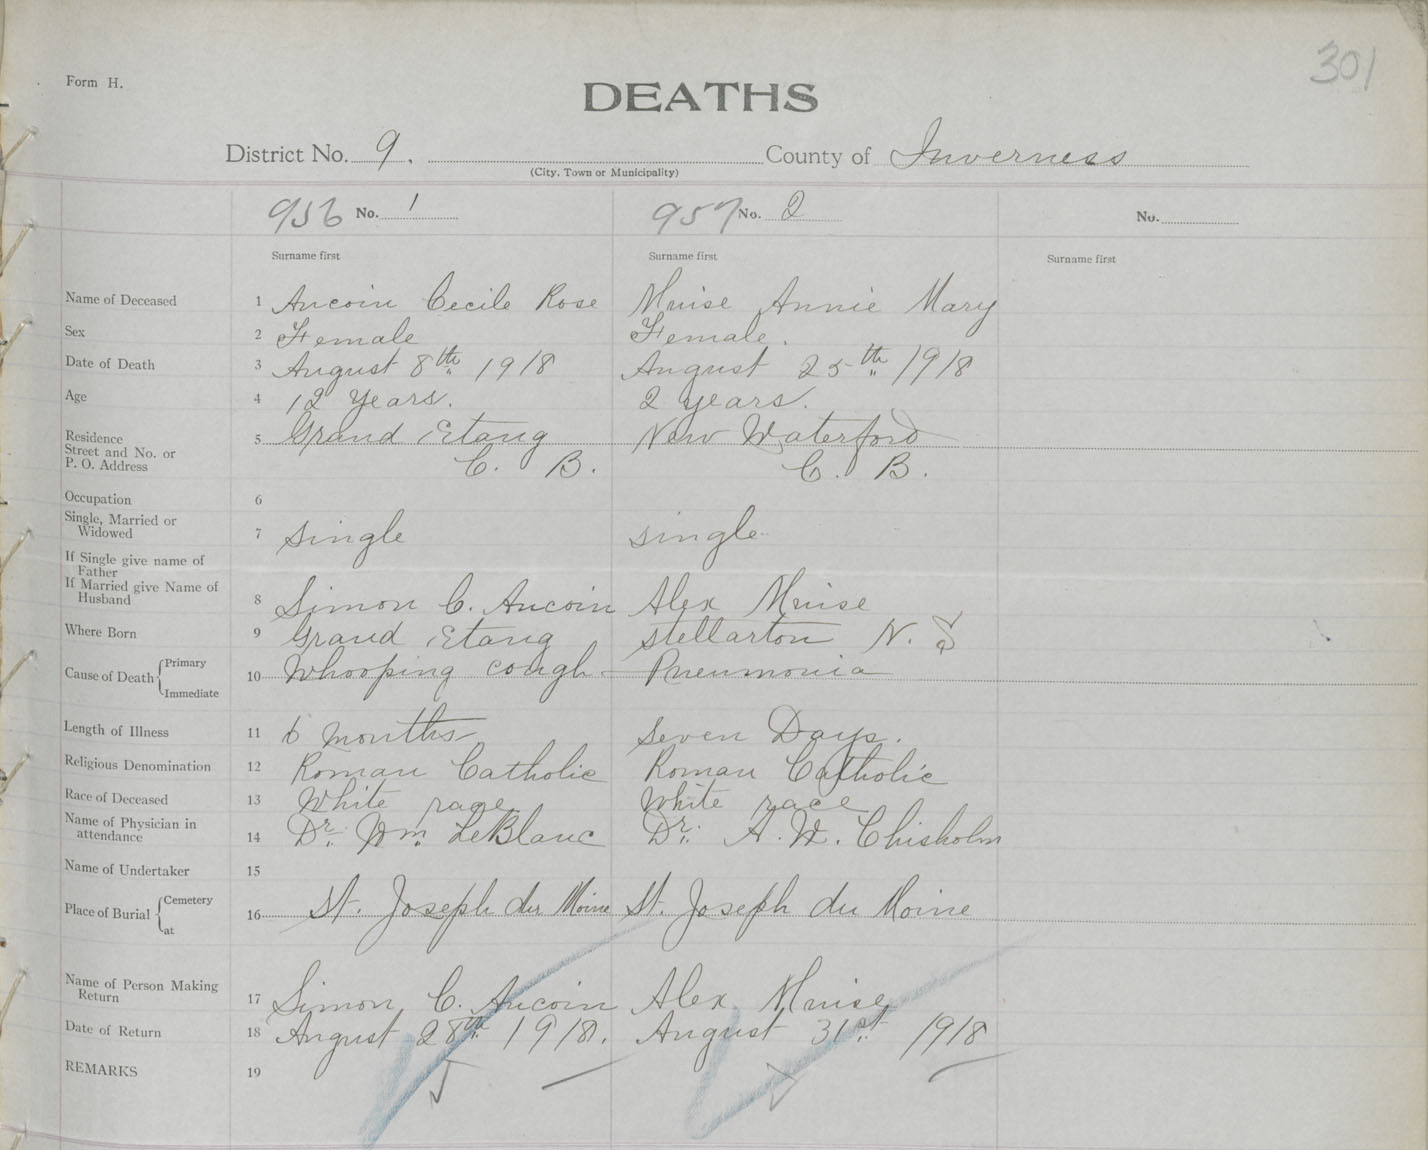 301
Form H.
DEATHS
District No. 9. County of Inverness
(City, Town or Municipality)
956 No. 1 957 No. 2 No.
Surname first Surname first Surname first
Name of Deceased 1 Aucoin Cecile Rose Muise Annie Mary
Sex 2 Female Female.
Date of Death 3 August 8th 1918 August 25th 1918
Age 4 12 Years. 2 years.
Residence
Street and No. or
P. O. Address
5 Grand Etang New Waterford
C. B. C. B.
Occupation 6
Single, Married or
Widowed 7 single single
If Single give name of
Father
If Married give Name of
Husband 8 Simon C. Aucoin Alex Muise
Where Born 9 Grand Etang stellarton N. S
Cause of Death { Primary
Immediate
10 Whooping cough Pneumonia
Length of Illness 11 6 months seven Days.
Religious Denomination 12 Roman Catholic Roman Catholic
Race of Deceased 13 White race White race
Name of Physician in
attendance 14 Dr. Wm. LeBlanc Dr. A. W. Chisholm
Name of Undertaker 15
Place of Burial { Cemetery
at
16 St. Joseph du Moine St. Joseph du Moine
Name of Person Making
Return 17 Simon C. Aucoin Alex Muise
Date of Return 18 August 28th 1918. August 31st 1918
REMARKS 19